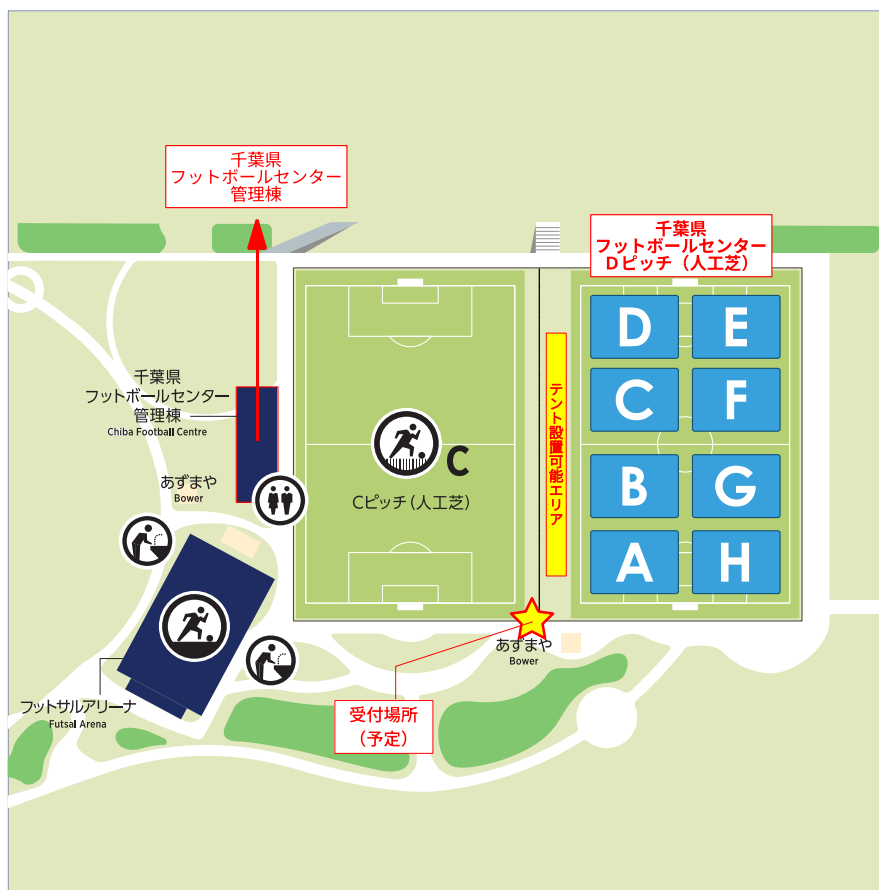 千葉県
フットボールセンター
管理棟
千葉県
フットボールセンター
Dピッチ（人工芝）
D
E
C
F
B
G
A
H
テント設置可能エリア
千葉県
フットボールセンター
管理棟
Chiba Football Centre
C
Cピッチ（人工芝）
あずまや
Bower
あずまや
Bower
フットサルアリーナ
Futsal Arena
受付場所
（予定）